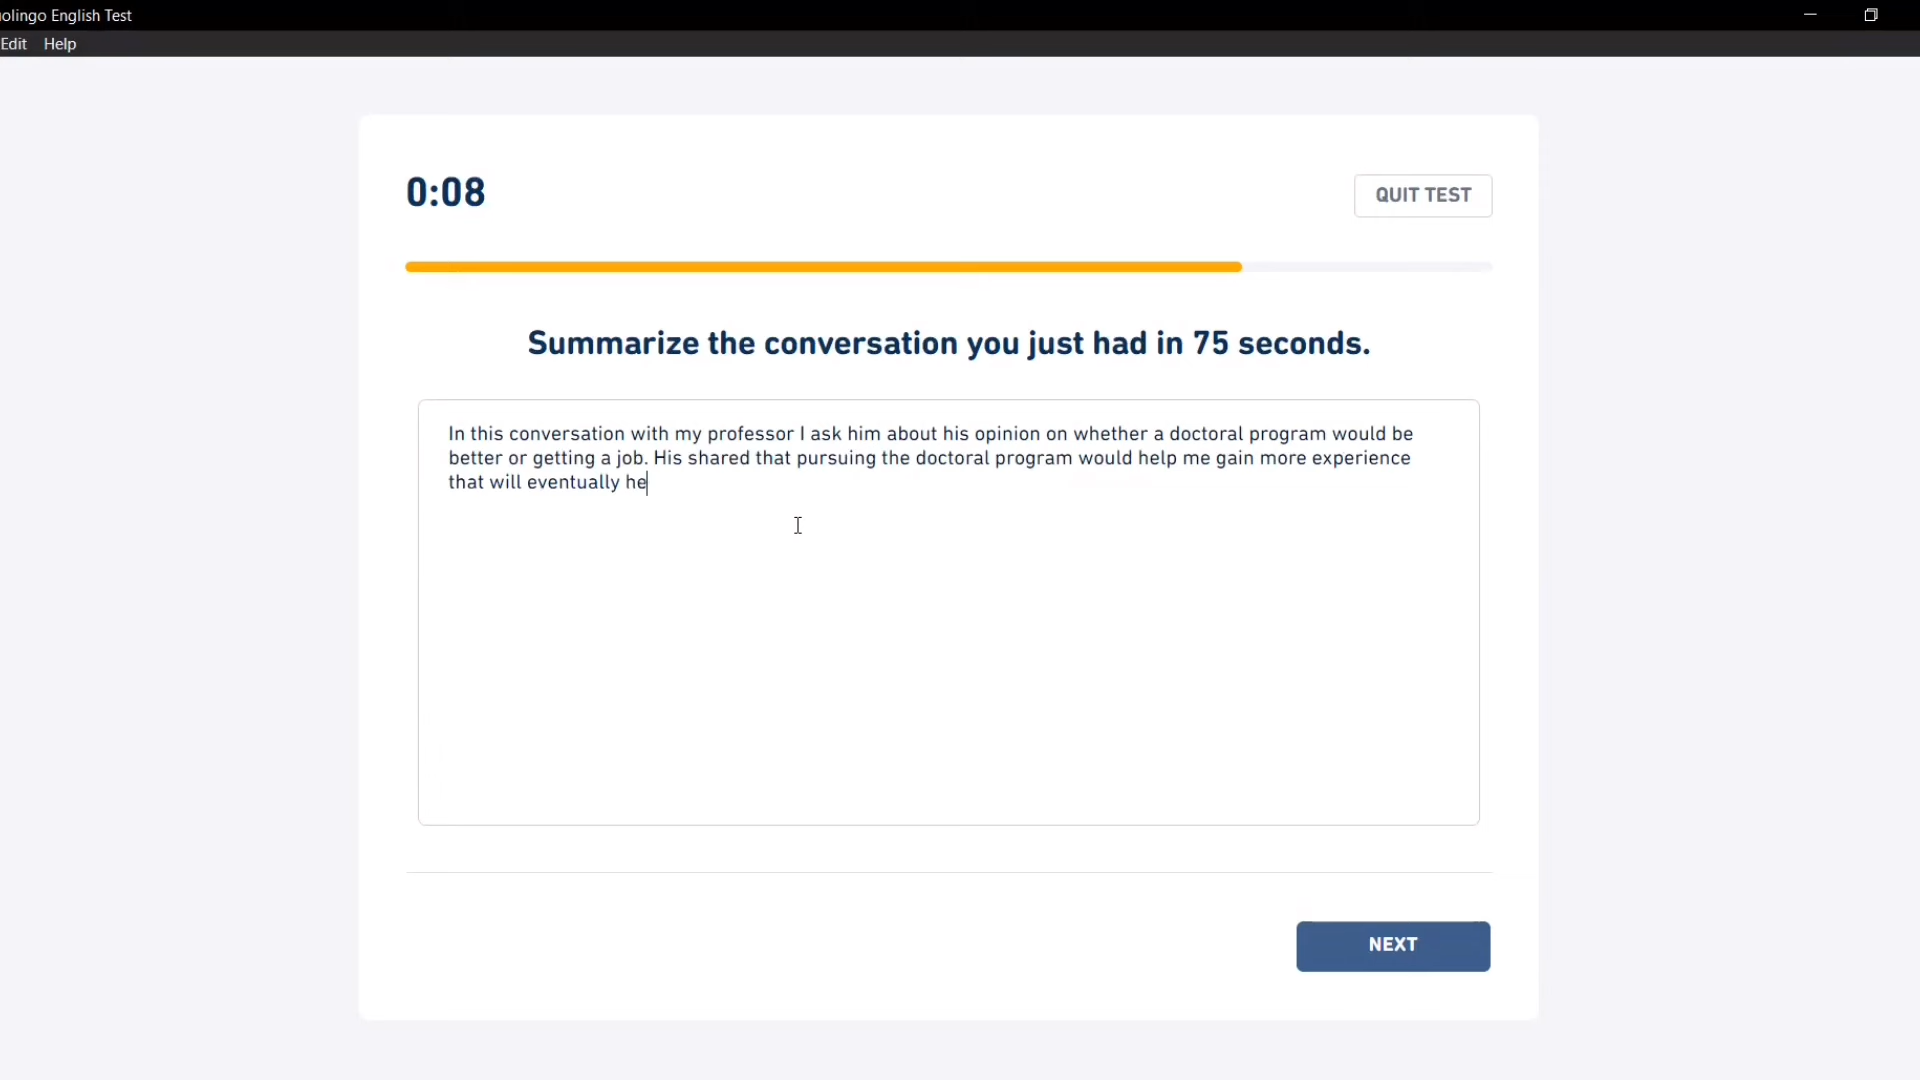 olingo English Test
Edit Help
0:08
QUIT TEST
Summarize the conversation you just had in 75 seconds.
In this conversation with my professor I ask him about his opinion on whether a doctoral program would be
better or getting a job. His shared that pursuing the doctoral program would help me gain more experience
that will eventually he
NEXT